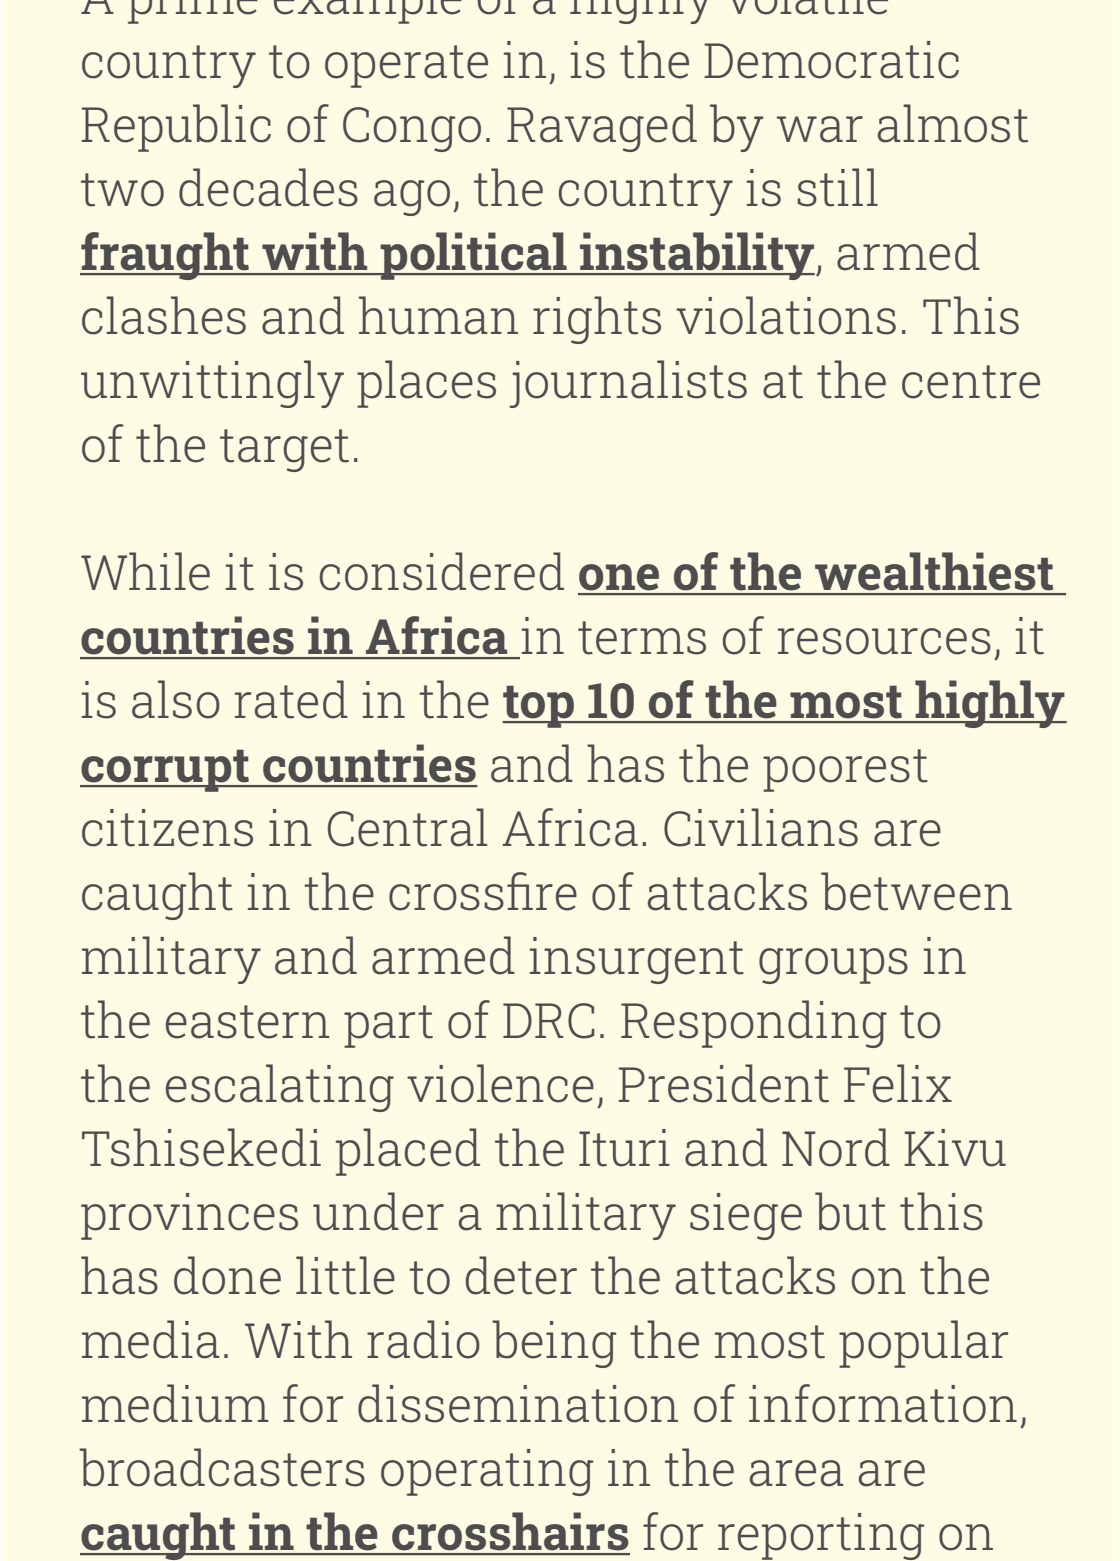 A prime example of a highly volatile
country to operate in, is the Democratic
Republic of Congo. Ravaged by war almost
two decades ago, the country is still
fraught with political instability, armed
clashes and human rights violations. This
unwittingly places journalists at the centre
of the target.
While it is considered one of the wealthiest
countries in Africa in terms of resources, it
is also rated in the top 10 of the most highly
corrupt countries and has the poorest
citizens in Central Africa. Civilians are
caught in the crossfire of attacks between
military and armed insurgent groups in
the eastern part of DRC. Responding to
the escalating violence, President Felix
Tshisekedi placed the Ituri and Nord Kivu
provinces under a military siege but this
has done little to deter the attacks on the
media. With radio being the most popular
medium for dissemination of information,
broadcasters operating in the area are
caught in the crosshairs for reporting on